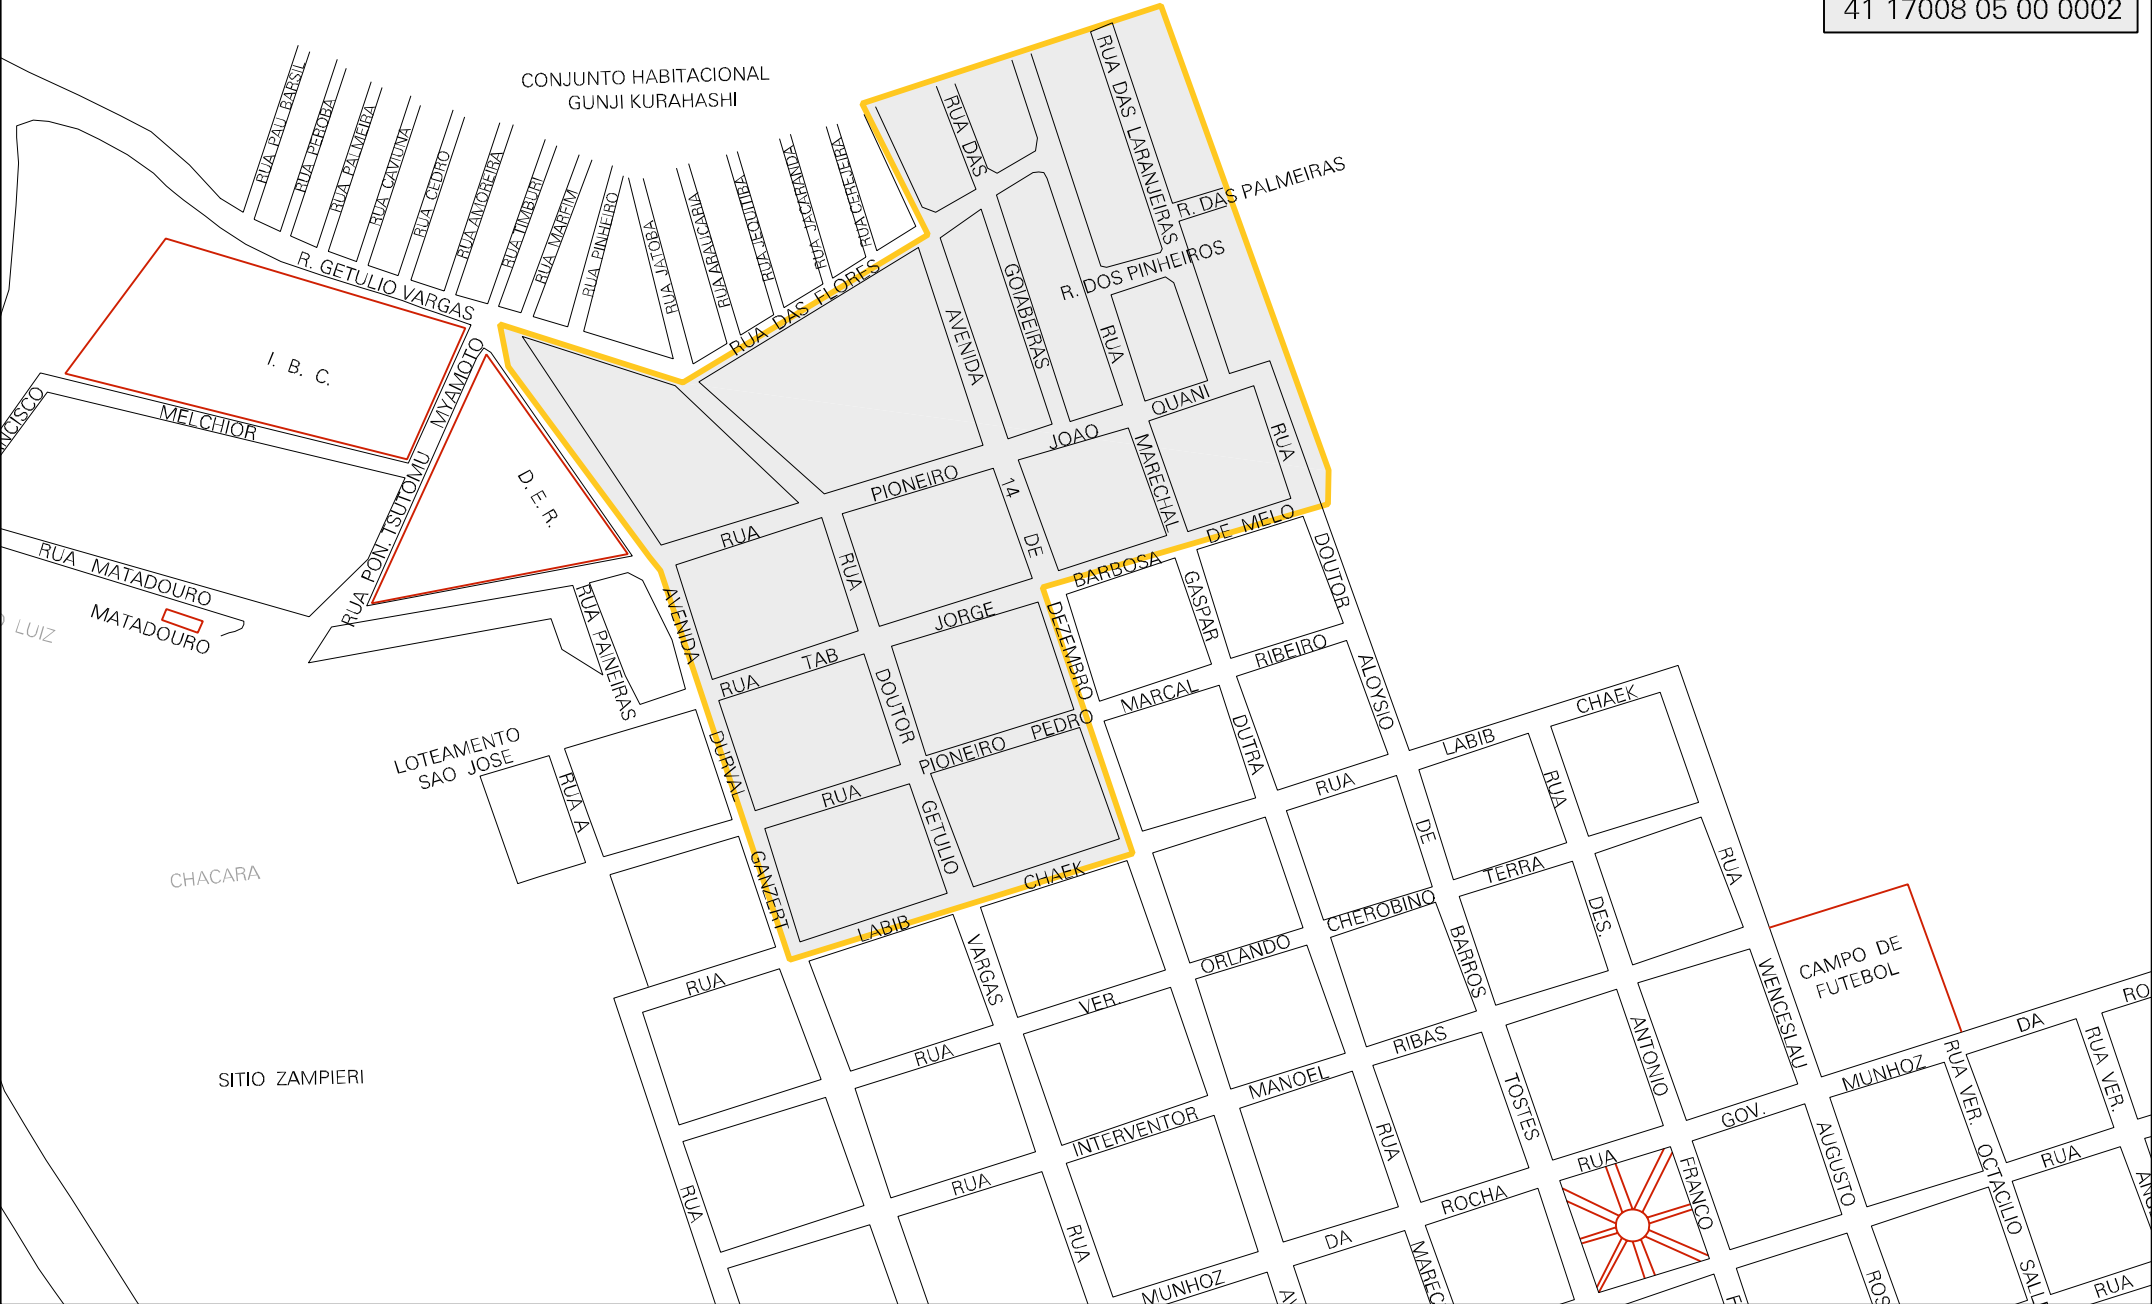 41 17008 05 00 0002
CONJUNTO HABITACIONAL
GUNJI KURAHASHI
RUA PAU BARSIL
RUA PEROBA
RUA PALMEIRA
RUA CAVIUNA
RUA CEDRO
RUA AMOREIRA
RUA TIMBURI
RUA MARFIM
RUA PINHEIRO
RUA JATOBA
RUA ARAUCARIA
RUA JEQUITIBA
RUA JACARANDA
RUA CEREJEIRA
RUA DAS
GOIABEIRAS
RUA DAS LARANJEIRAS
R. DAS PALMEIRAS
R. DOS PINHEIROS
R. GETULIO VARGAS
RUA DAS FLORES
I. B. C.
MELCHIOR
RUA PON. TSUTOMU MYAMOTO
D. E. R.
RUA MATADOURO
MATADOURO
LUIZ
RUA PAINEIRAS
LOTEAMENTO
SAO JOSE
RUA A
CHACARA
SITIO ZAMPIERI
AVENIDA DURVAL GANZERT
AVENIDA 14 DE DEZEMBRO
RUA PIONEIRO JOAO QUANI
RUA TAB JORGE BARBOSA DE MELO
RUA PIONEIRO PEDRO MARCAL RIBEIRO
RUA LABIB CHAEK
RUA DOUTOR GETULIO VARGAS
RUA MARECHAL GASPAR DUTRA
RUA DOUTOR ALOYSIO DE BARROS TOSTES
RUA VER. ORLANDO CHEROBINO TERRA
RUA LABIB CHAEK
RUA INTERVENTOR MANOEL RIBAS
RUA DES. ANTONIO FRANCO
RUA WENCESLAU AUGUSTO ROS
CAMPO DE
FUTEBOL
MUNHOZ DA ROCHA
RUA GOV. MUNHOZ DA RO
RUA VER. OCTACILIO SALL
RUA VER.
RUA
RUA
RUA
RUA
RUA
MAREC